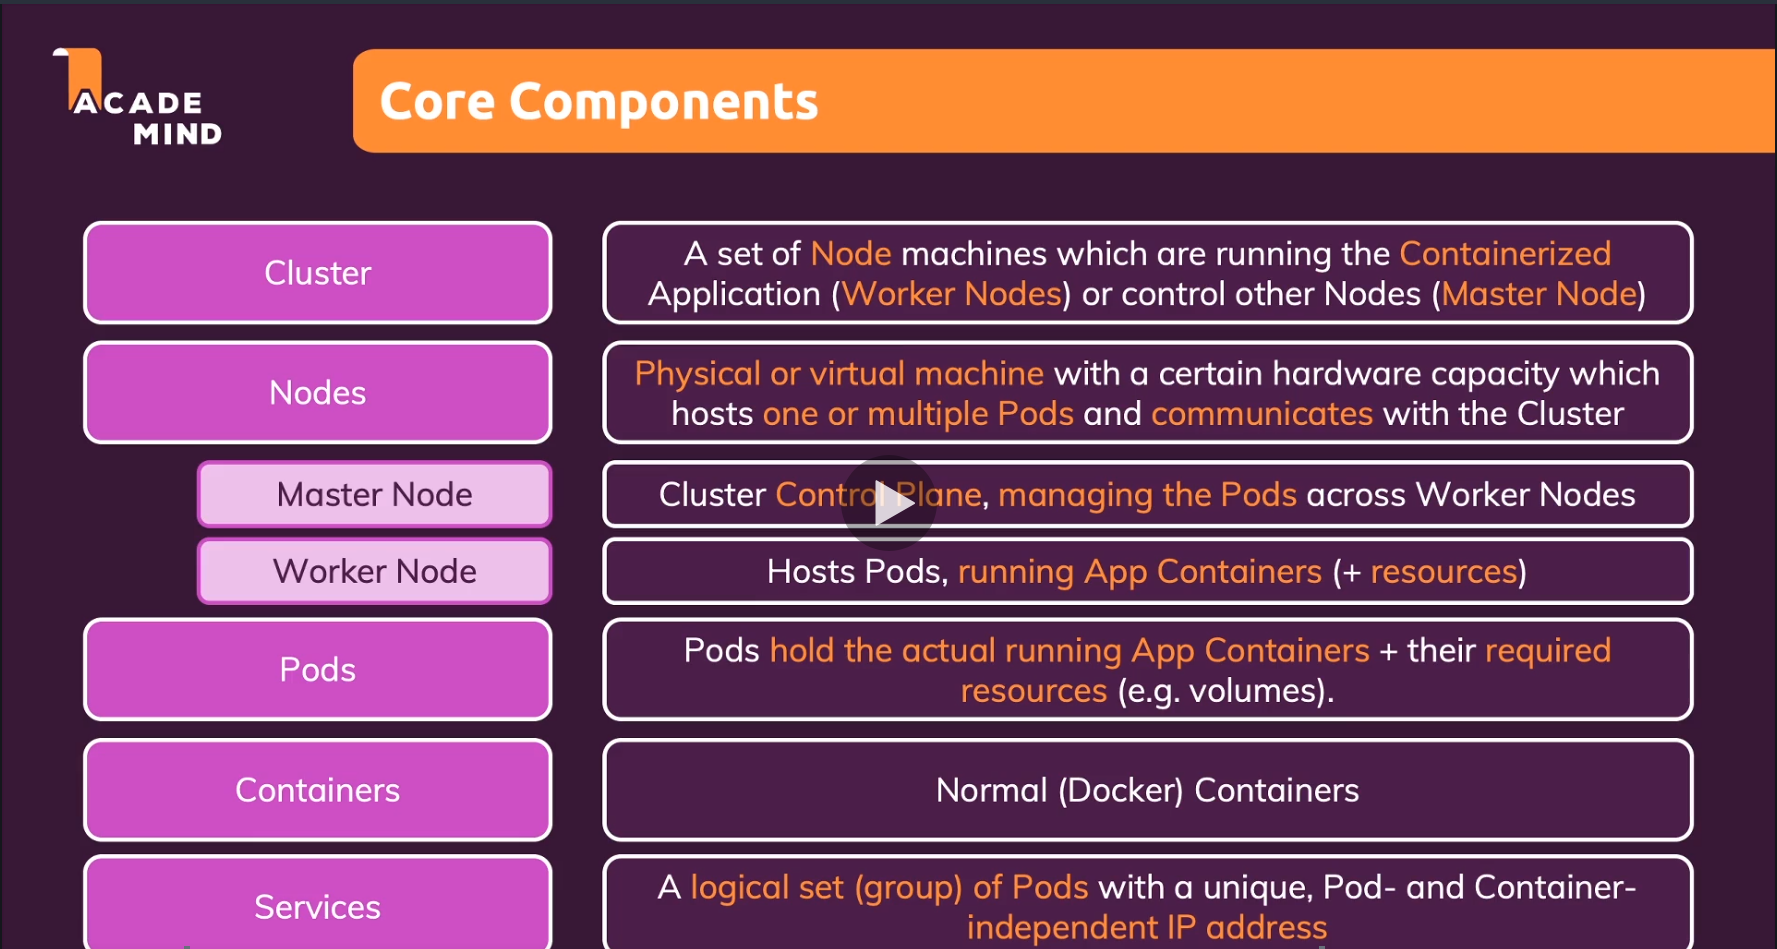 ACADE
MIND
Core Components
Cluster
A set of Node machines which are running the Containerized
Application (Worker Nodes) or control other Nodes (Master Node)
Nodes
Physical or virtual machine with a certain hardware capacity which
hosts one or multiple Pods and communicates with the Cluster
Master Node
Cluster Control Plane, managing the Pods across Worker Nodes
Worker Node
Hosts Pods, running App Containers (+ resources)
Pods
Pods hold the actual running App Containers + their required
resources (e.g. volumes).
Containers
Normal (Docker) Containers
Services
A logical set (group) of Pods with a unique, Pod- and Container-
independent IP address